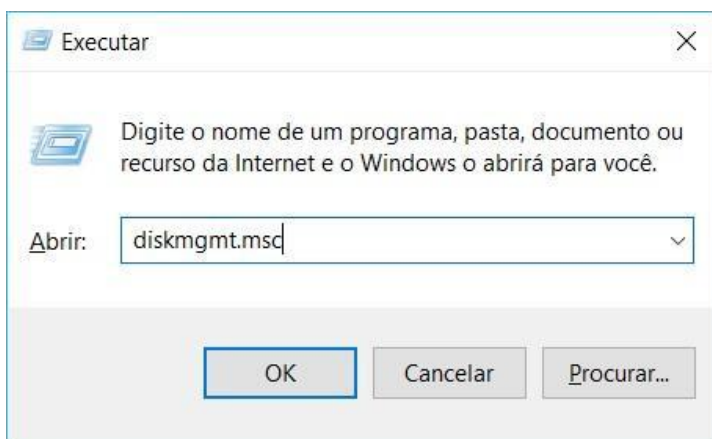 Executar
Digite o nome de um programa, pasta, documento ou
recurso da Internet e o Windows o abrirá para você.
Abrir: diskmgmt.msc
OK Cancelar Procurar...